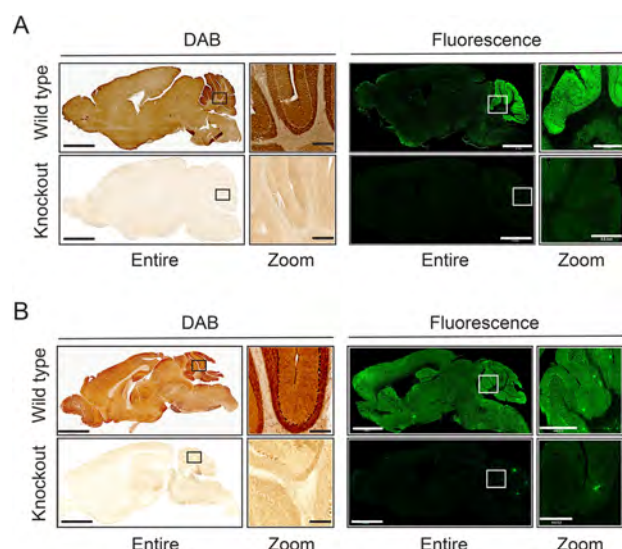 A
DAB
Fluorescence
Wild type
Knockout
Entire
Zoom
Entire
Zoom
B
DAB
Fluorescence
Wild type
Knockout
Entire
Zoom
Entire
Zoom